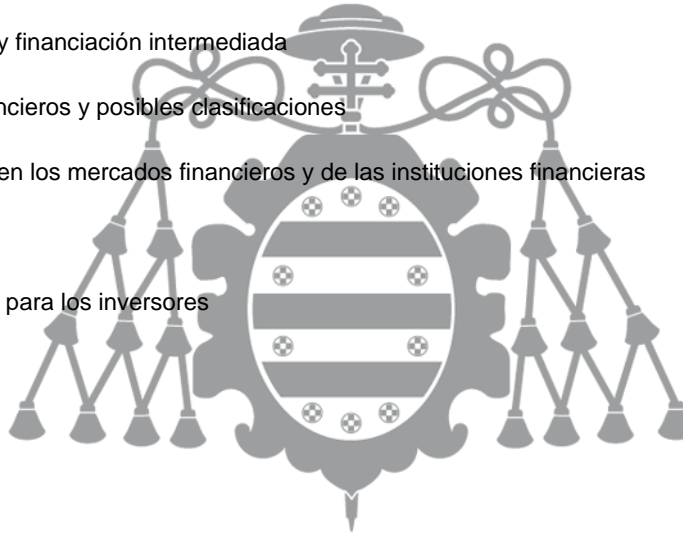 y financiación intermediada
ncieros y posibles clasificaciones
en los mercados financieros y de las instituciones financieras
para los inversores